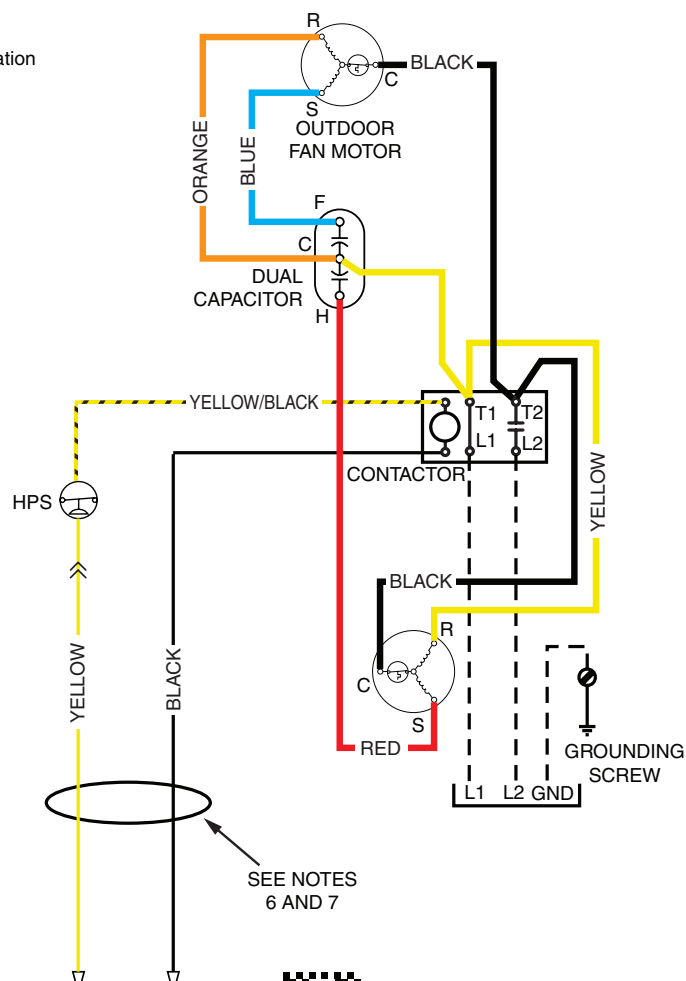 ation
R
BLACK
C
S
OUTDOOR
FAN MOTOR
ORANGE
BLUE
F
C
DUAL
CAPACITOR
H
YELLOW/BLACK
T1
T2
L1
L2
CONTACTOR
HPS
YELLOW
BLACK
R
C
S
YELLOW
BLACK
RED
GROUNDING
SCREW
L1
L2
GND
SEE NOTES
6 AND 7